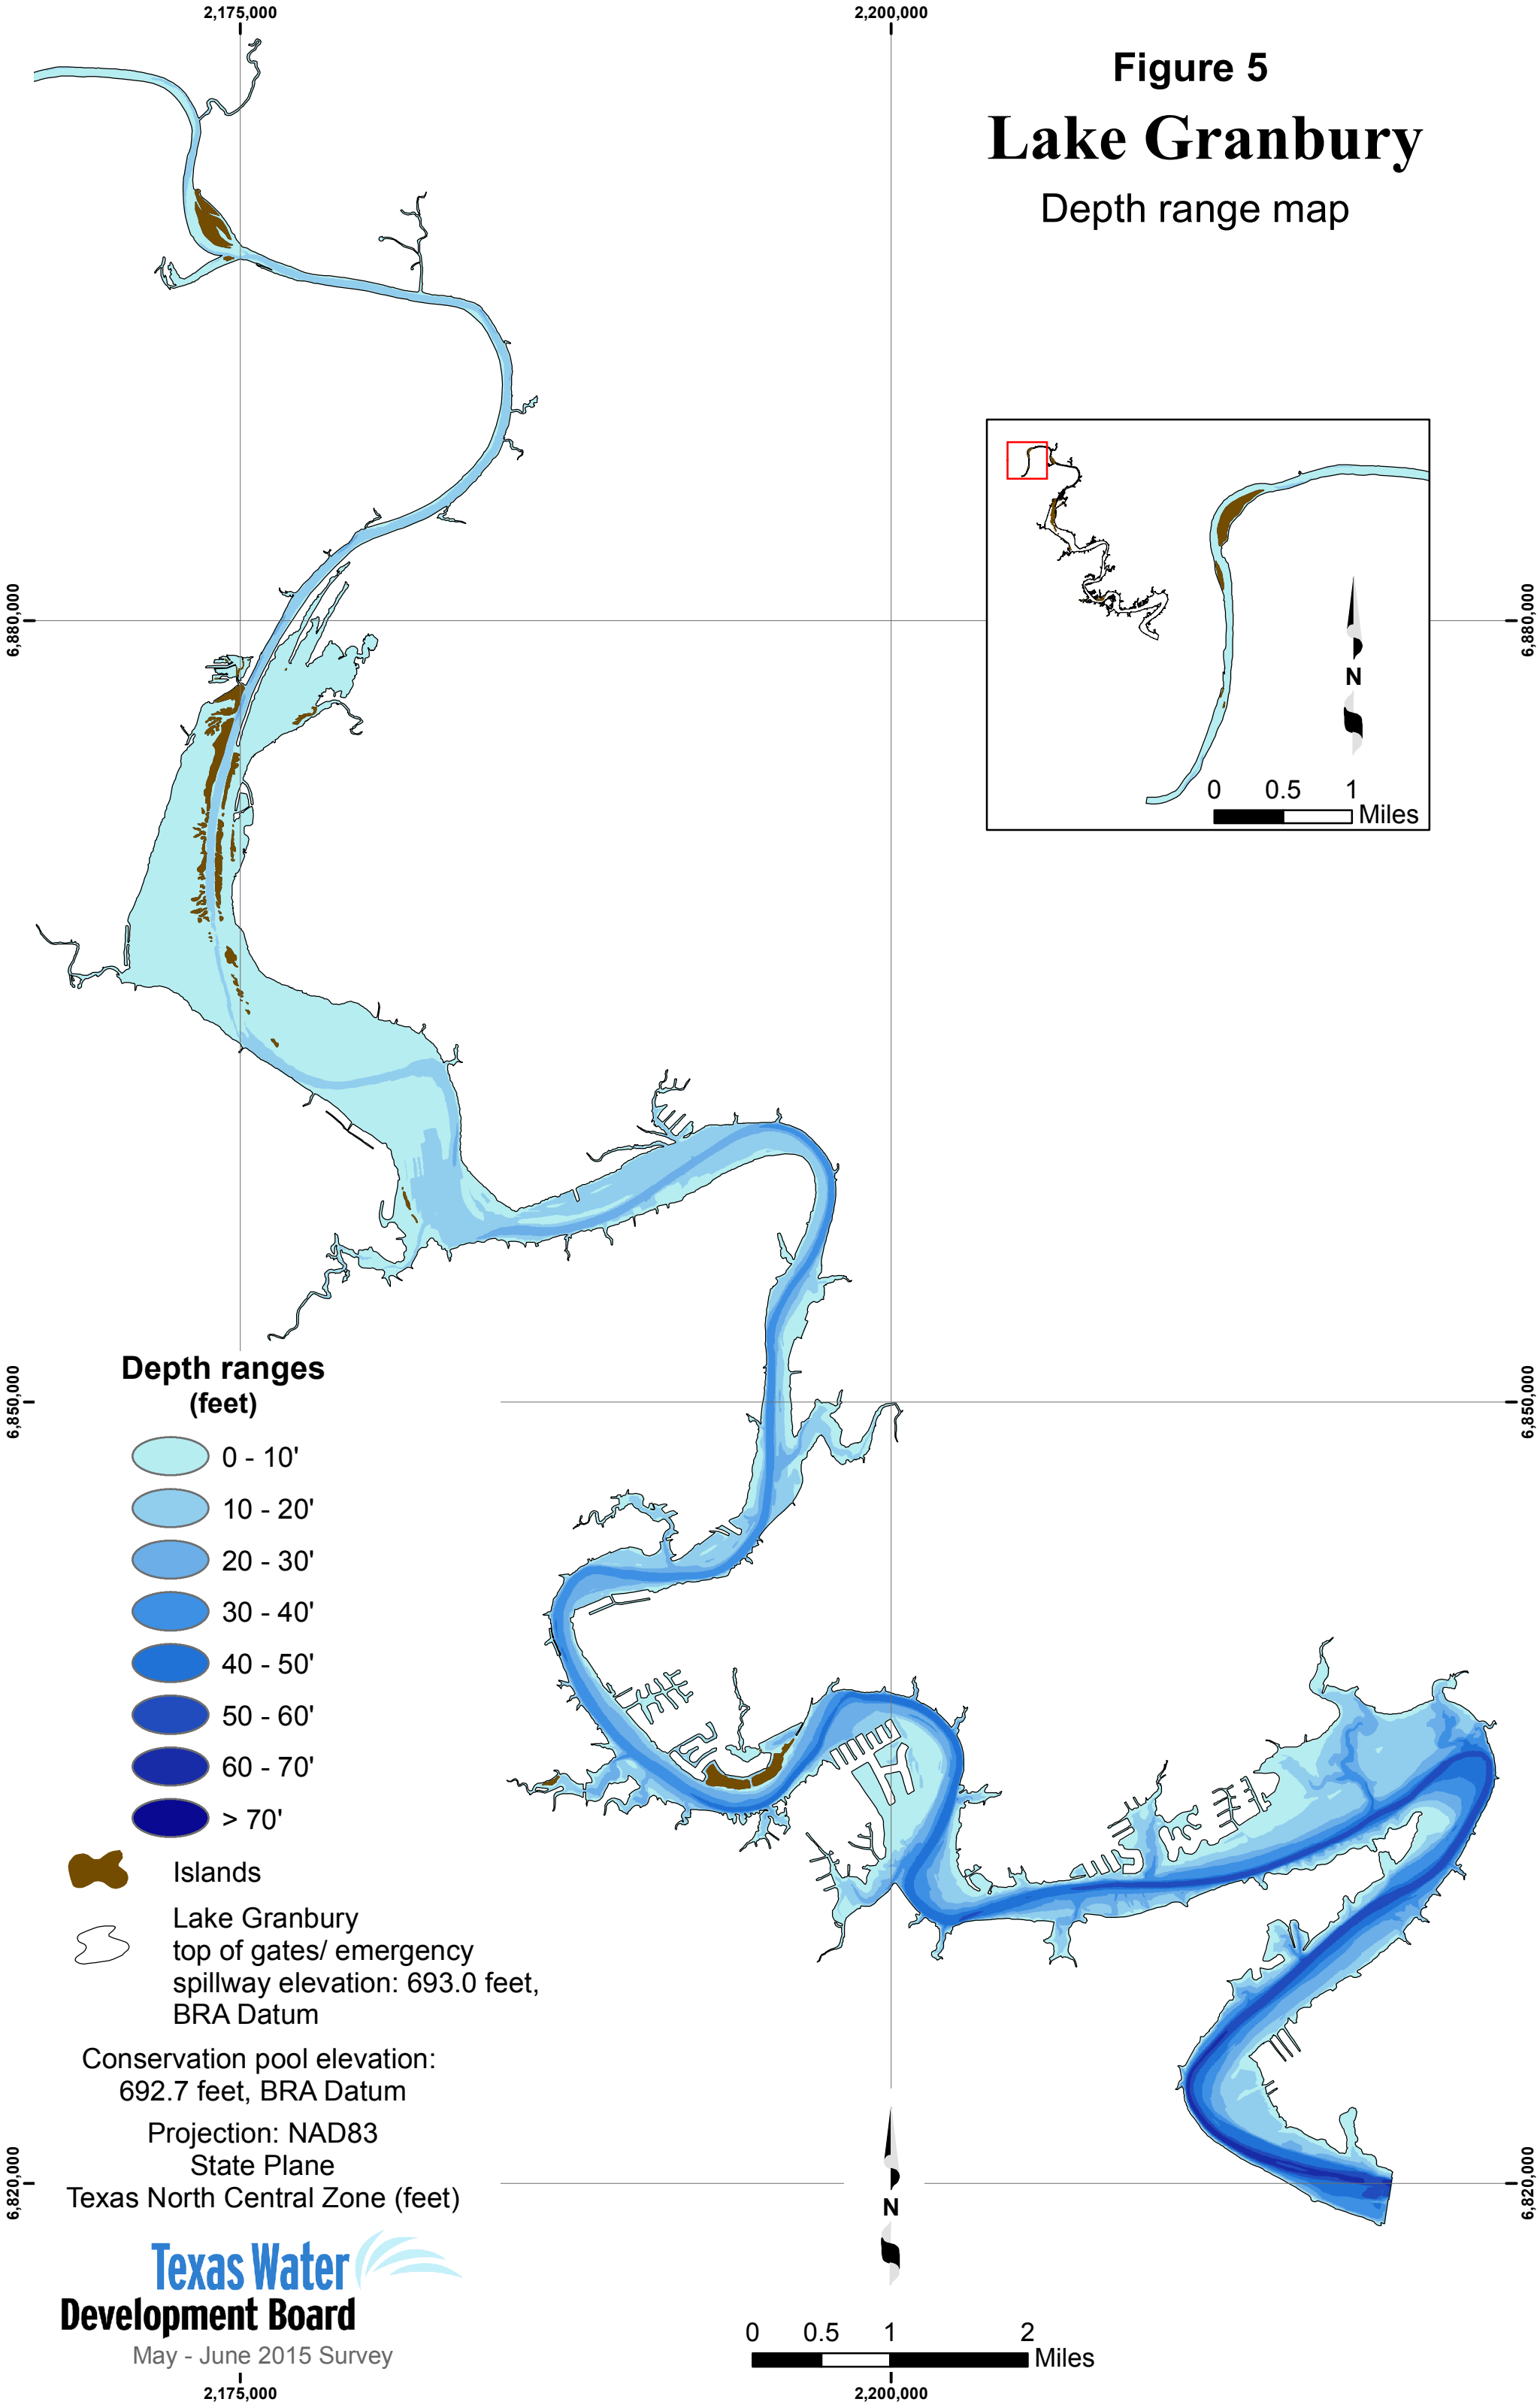 2,175,000
2,200,000
Figure 5
Lake Granbury
Depth range map
6,880,000
6,880,000
N
0 0.5 1
Miles
6,850,000
6,850,000
Depth ranges
(feet)
0 - 10'
10 - 20'
20 - 30'
30 - 40'
40 - 50'
50 - 60'
60 - 70'
> 70'
Islands
Lake Granbury
top of gates/ emergency
spillway elevation: 693.0 feet,
BRA Datum
Conservation pool elevation:
692.7 feet, BRA Datum
Projection: NAD83
State Plane
Texas North Central Zone (feet)
6,820,000
6,820,000
N
Texas Water
Development Board
May - June 2015 Survey
0 0.5 1 2
Miles
2,175,000
2,200,000